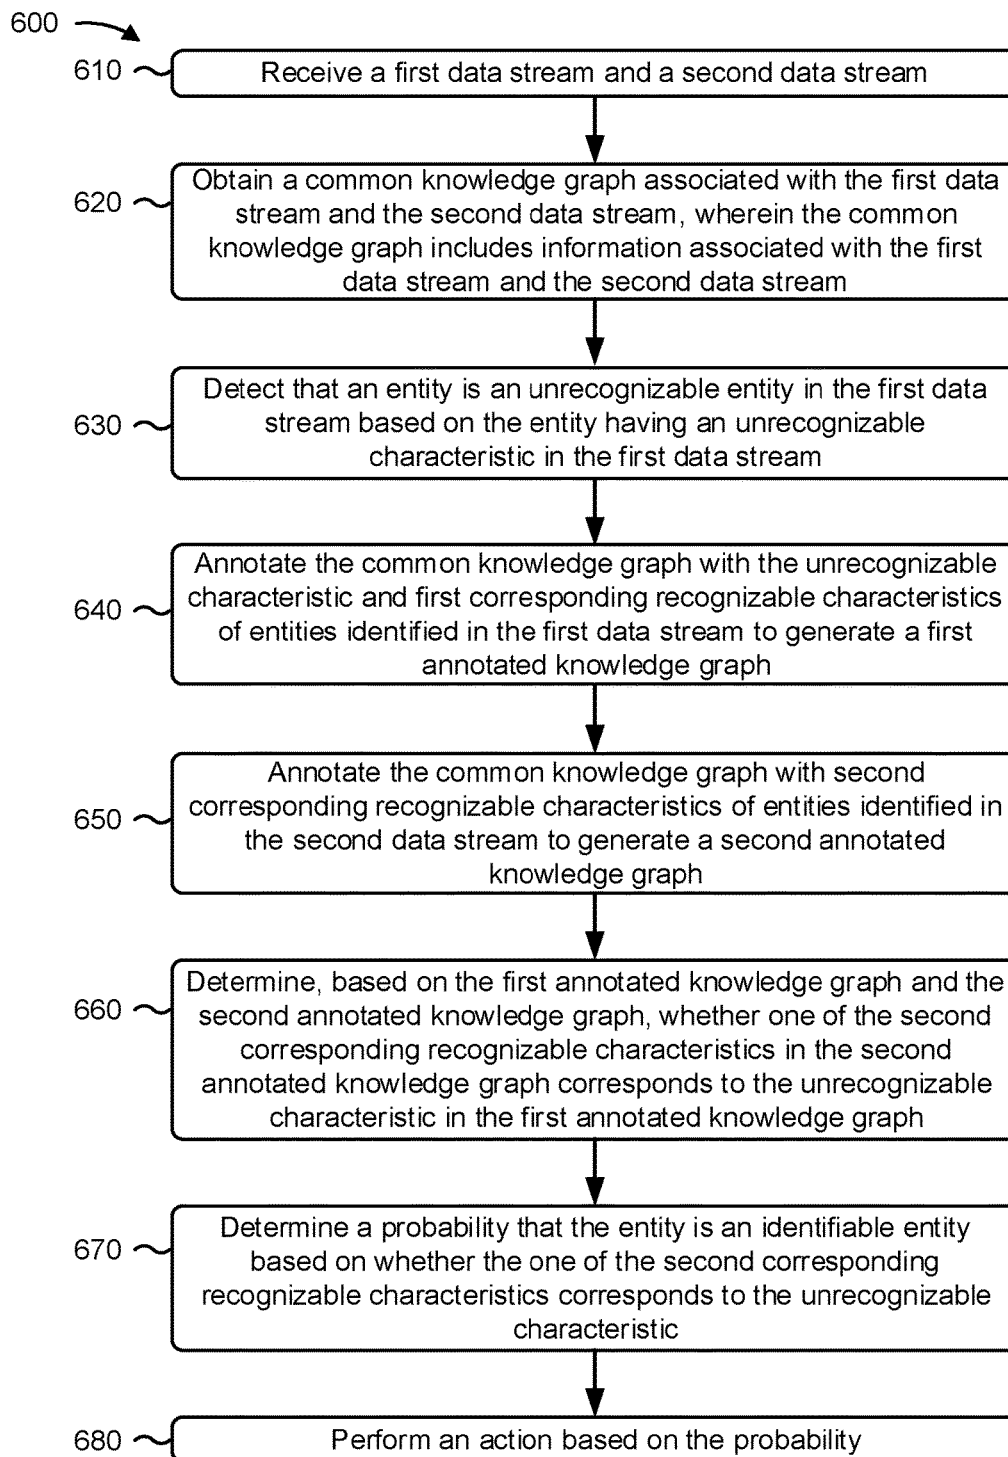 600
610
Receive a first data stream and a second data stream
620
Obtain a common knowledge graph associated with the first data
stream and the second data stream, wherein the common
knowledge graph includes information associated with the first
data stream and the second data stream
630
Detect that an entity is an unrecognizable entity in the first data
stream based on the entity having an unrecognizable
characteristic in the first data stream
640
Annotate the common knowledge graph with the unrecognizable
characteristic and first corresponding recognizable characteristics
of entities identified in the first data stream to generate a first
annotated knowledge graph
650
Annotate the common knowledge graph with second
corresponding recognizable characteristics of entities identified in
the second data stream to generate a second annotated
knowledge graph
660
Determine, based on the first annotated knowledge graph and the
second annotated knowledge graph, whether one of the second
corresponding recognizable characteristics in the second
annotated knowledge graph corresponds to the unrecognizable
characteristic in the first annotated knowledge graph
670
Determine a probability that the entity is an identifiable entity
based on whether the one of the second corresponding
recognizable characteristics corresponds to the unrecognizable
characteristic
680
Perform an action based on the probability